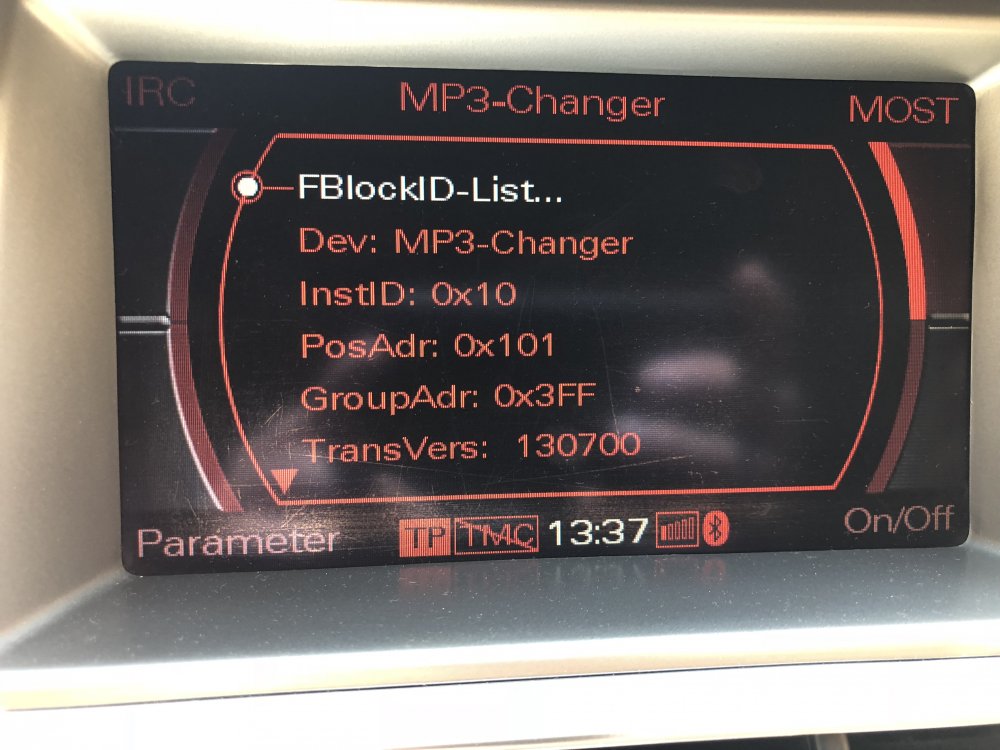 IRC
MP3-Changer
MOST
FBlockID-List...
Dev: MP3-Changer
InstID: 0x10
PosAdr: 0x101
GroupAdr: 0x3FF
TransVers: 130700
Parameter
TP
TMC
13:37
On/Off